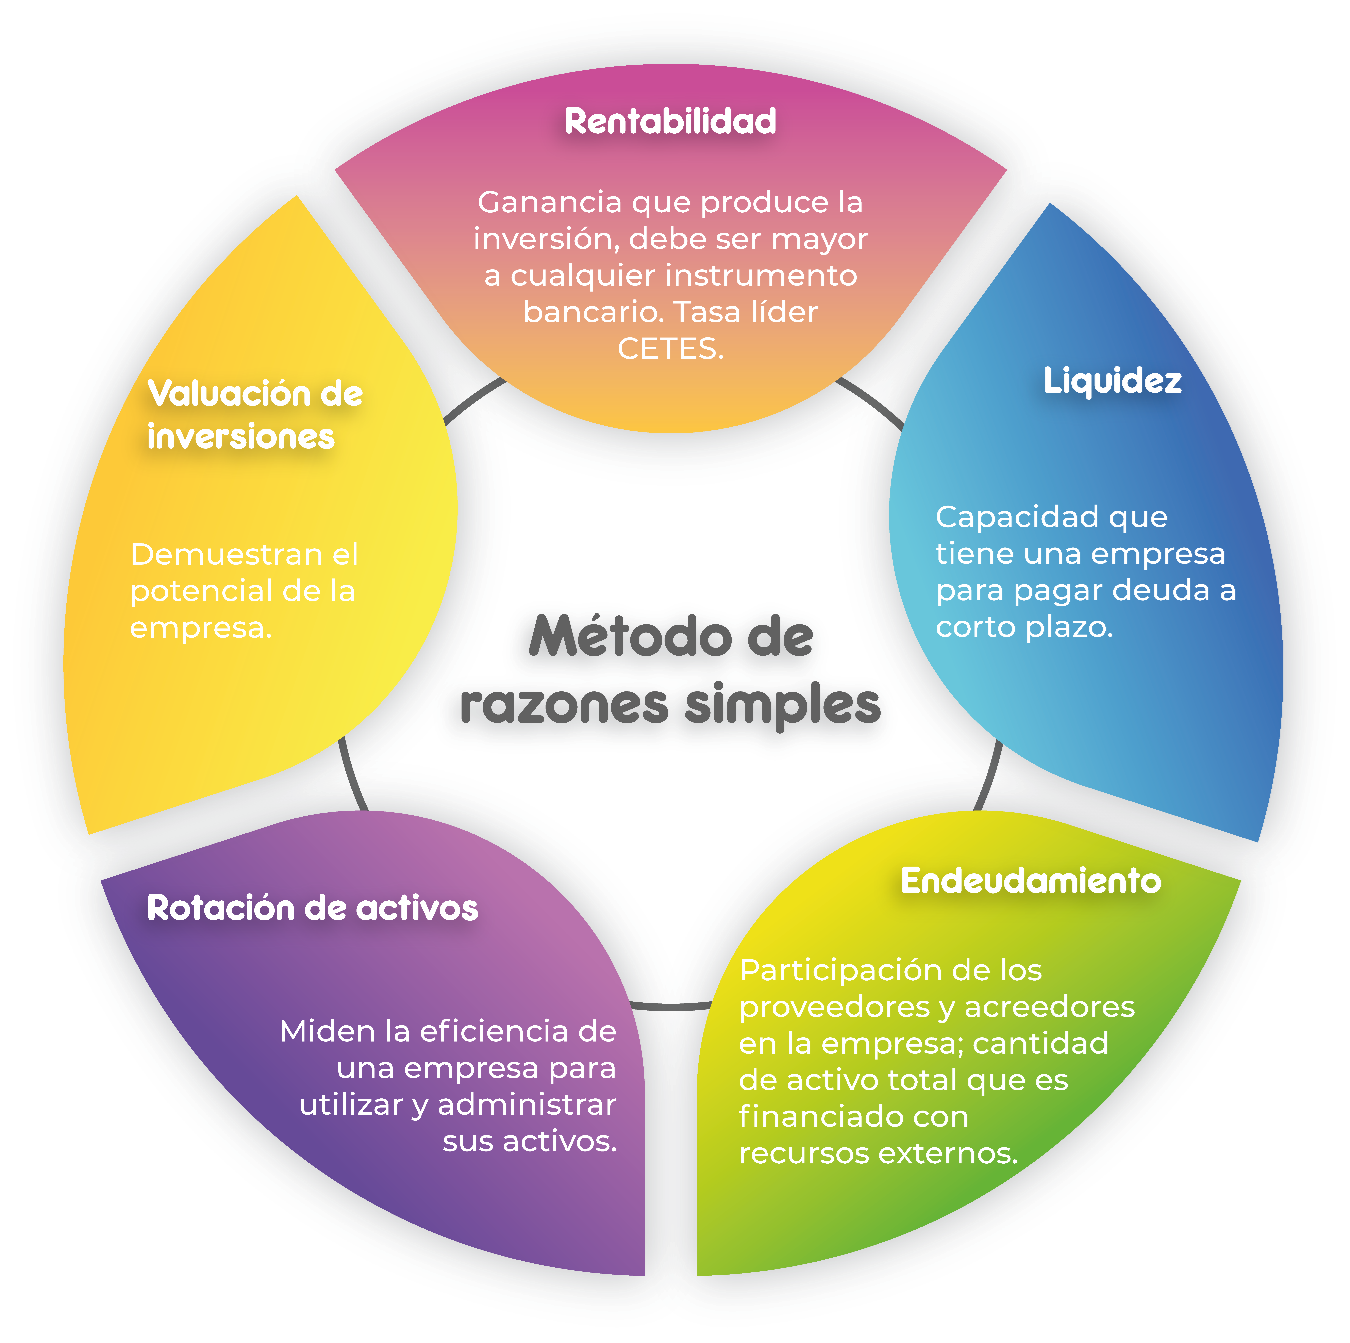 Rentabilidad
Ganancia que produce la
inversión, debe ser mayor
a cualquier instrumento
bancario. Tasa líder
CETES.
Liquidez
Capacidad que
tiene una empresa
para pagar deuda a
corto plazo.
Endeudamiento
Participación de los
proveedores y acreedores
en la empresa; cantidad
de activo total que es
financiado con
recursos externos.
Rotación de activos
Miden la eficiencia de
una empresa para
utilizar y administrar
sus activos.
Valuación de
inversiones
Demuestran el
potencial de la
empresa.
Método de
razones simples